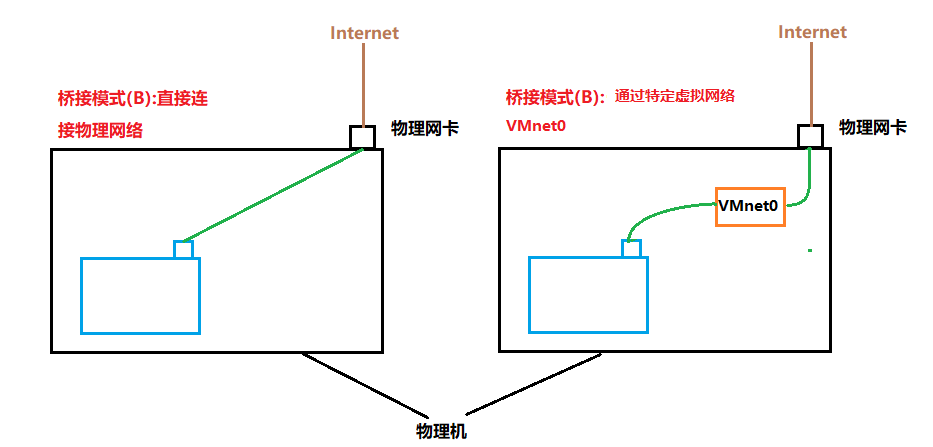 Internet
桥接模式(B):直接连
接物理网络
物理网卡
Internet
桥接模式(B)：通过特定虚拟网络
VMnet0
物理网卡
VMnet0
物理机